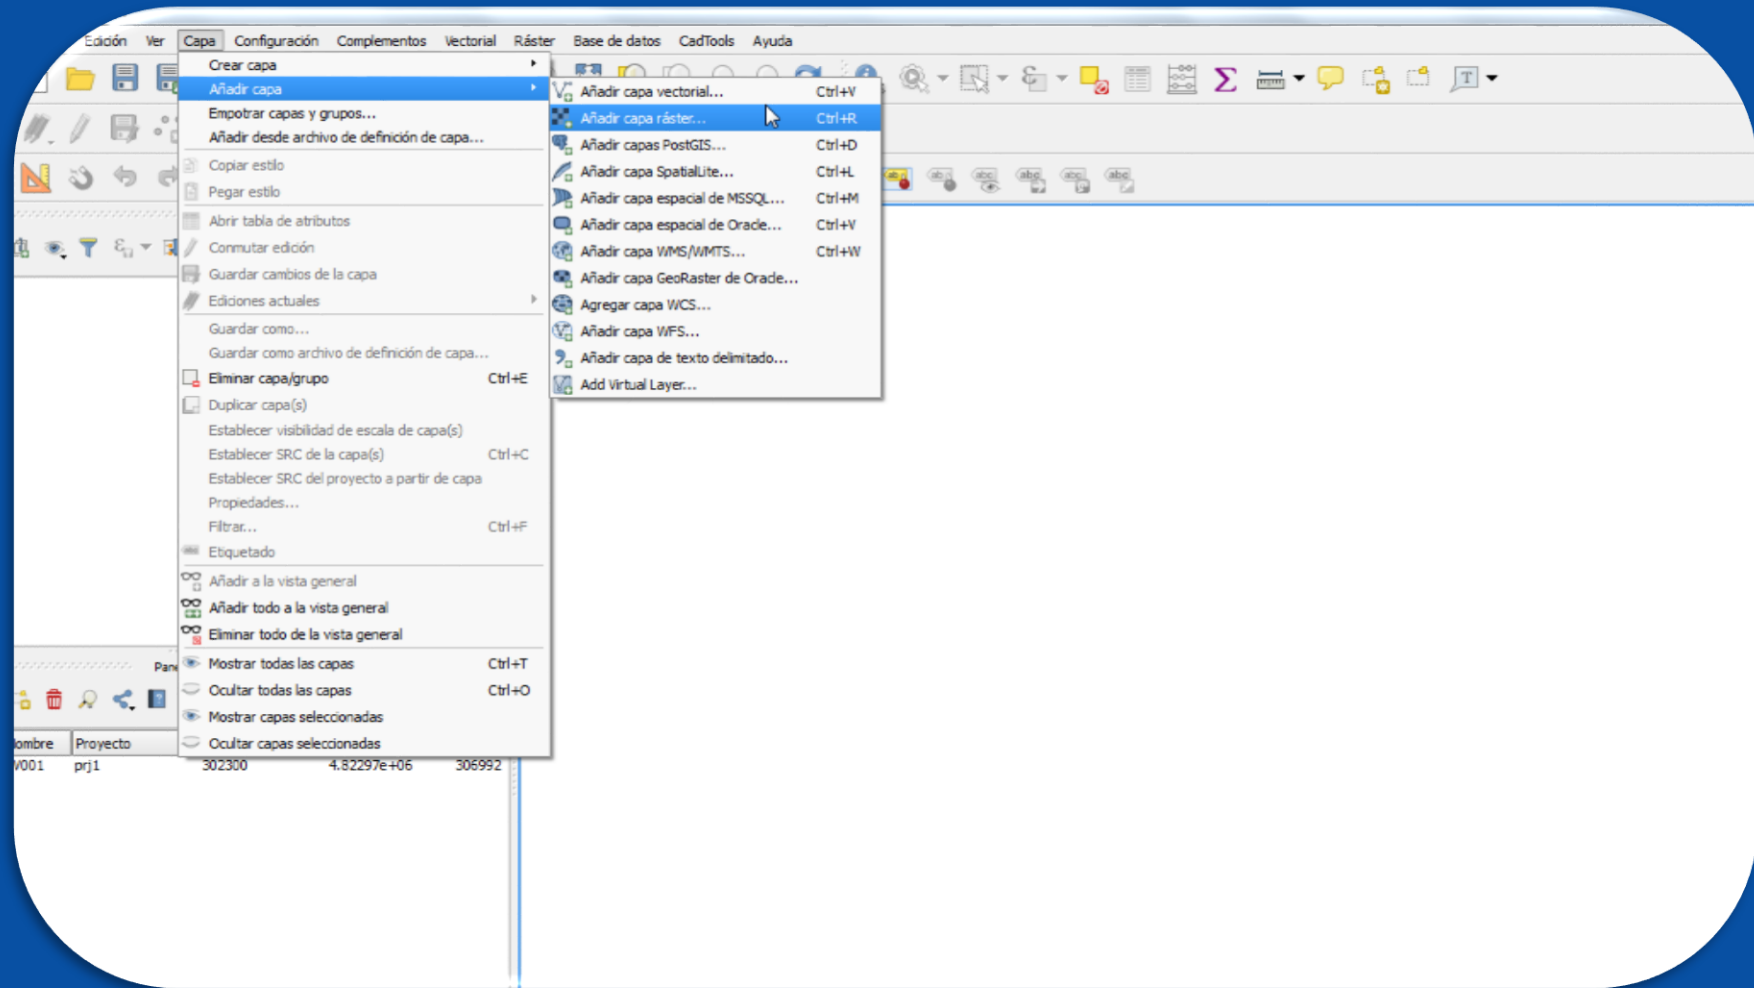 Edición Ver Capa Configuración Complementos Vectorial Ráster Base de datos CadTools Ayuda
Crear capa
Añadir capa
Empotrar capas y grupos...
Añadir desde archivo de definición de capa...
Copiar estilo
Pegar estilo
Abrir tabla de atributos
Conmutar edición
Guardar cambios de la capa
Ediciones actuales
Guardar como...
Guardar como archivo de definición de capa...
Eliminar capa/grupo Ctrl+E
Duplicar capa(s)
Establecer visibilidad de escala de capa(s)
Establecer SRC de la capa(s) Ctrl+C
Establecer SRC del proyecto a partir de capa
Propiedades...
Filtrar... Ctrl+F
Etiquetado
Añadir a la vista general
Añadir todo a la vista general
Eliminar todo de la vista general
Mostrar todas las capas Ctrl+T
Ocultar todas las capas Ctrl+O
Mostrar capas seleccionadas
Ocultar capas seleccionadas
Añadir capa vectorial... Ctrl+V
Añadir capa ráster... Ctrl+R
Añadir capas PostGIS... Ctrl+D
Añadir capa SpatialLite... Ctrl+L
Añadir capa espacial de MSSQL... Ctrl+M
Añadir capa espacial de Oracle... Ctrl+V
Añadir capa WMS/WMTS... Ctrl+W
Añadir capa GeoRaster de Oracle...
Agregar capa WCS...
Añadir capa WFS...
Añadir capa de texto delimitado...
Add Virtual Layer...
abc abc abc abc abc abc
Pane
ombre Proyecto
001 prj1 302300 4.82297e+06 306992